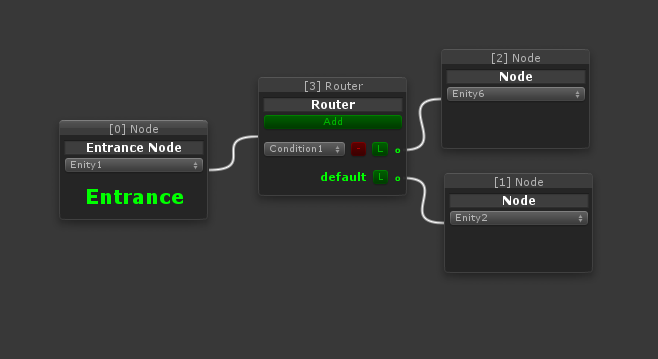 [0] Node
Entrance Node
Enity1
Entrance
[3] Router
Router
Add
Condition1 - L
default L
[2] Node
Node
Enity6
[1] Node
Node
Enity2